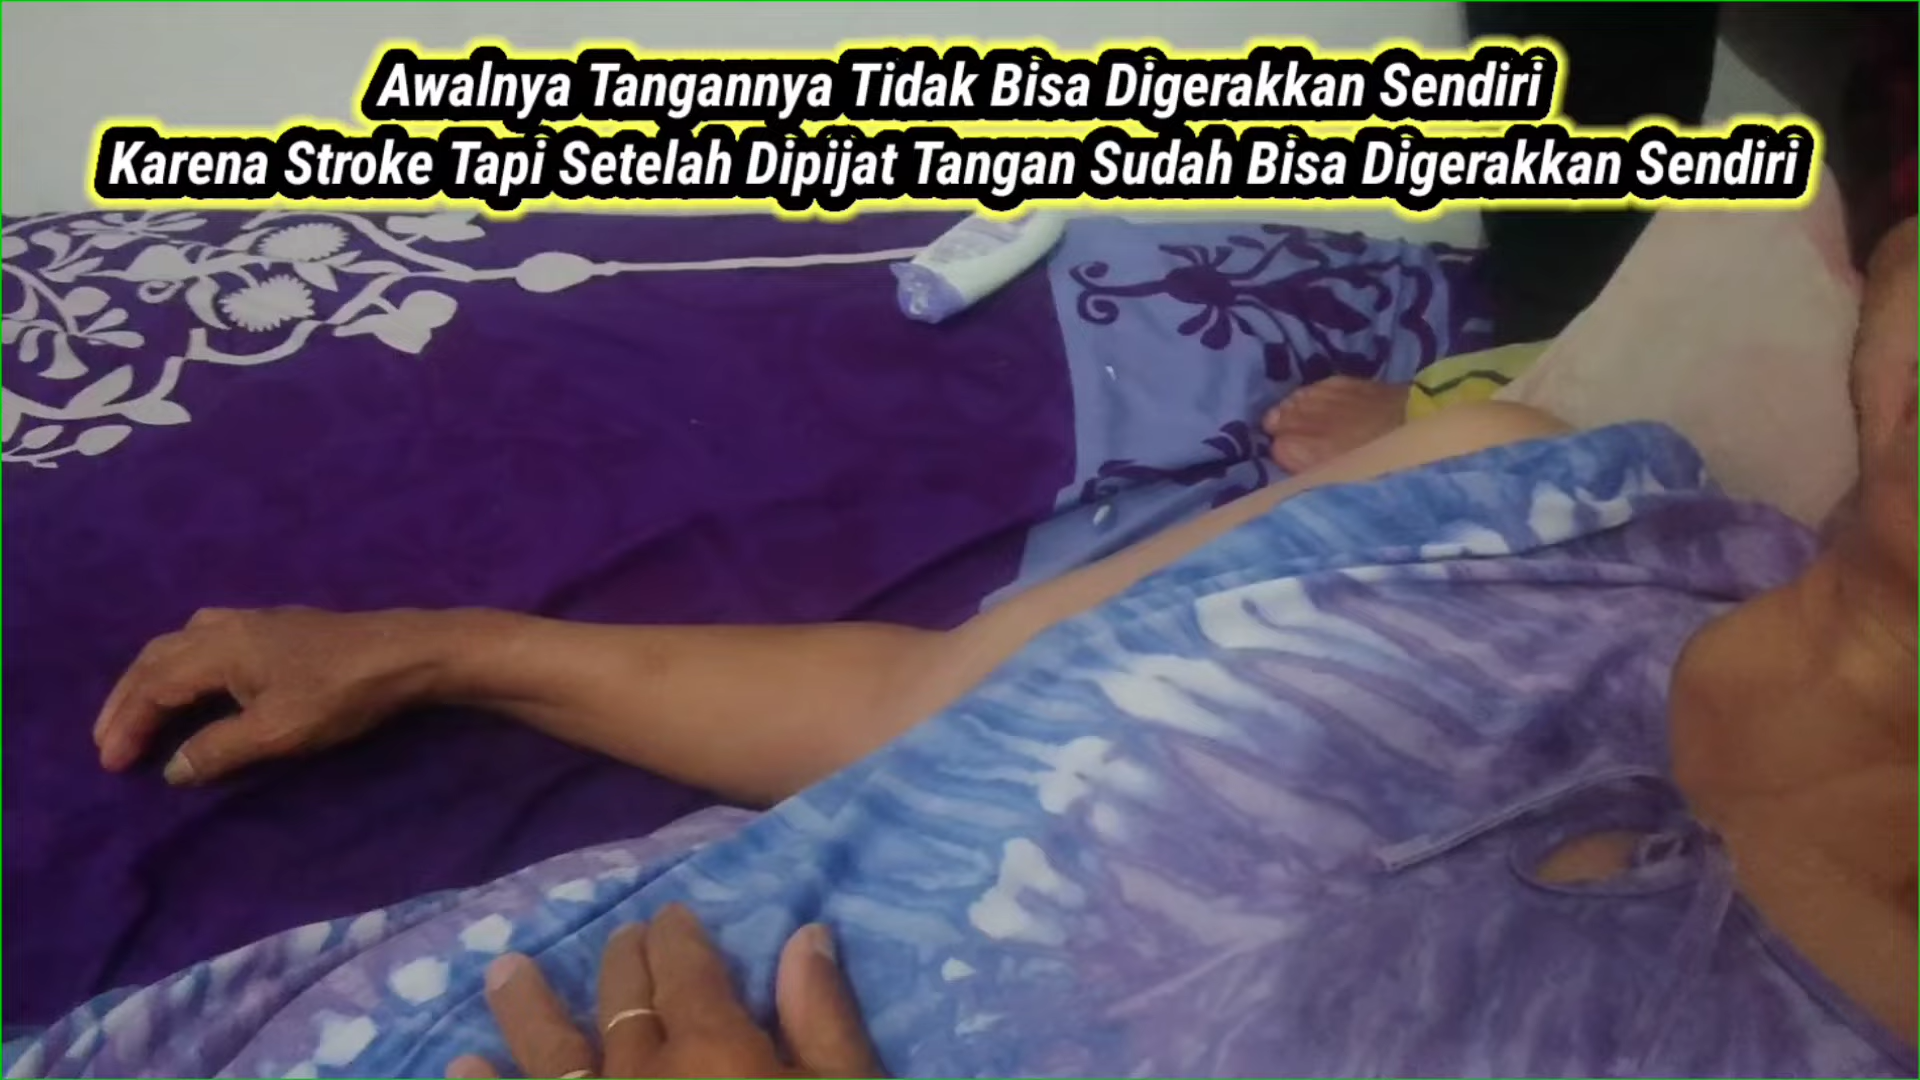 Awalnya Tangannya Tidak Bisa Digerakkan Sendiri
Karena Stroke Tapi Setelah Dipijat Tangan Sudah Bisa Digerakkan Sendiri